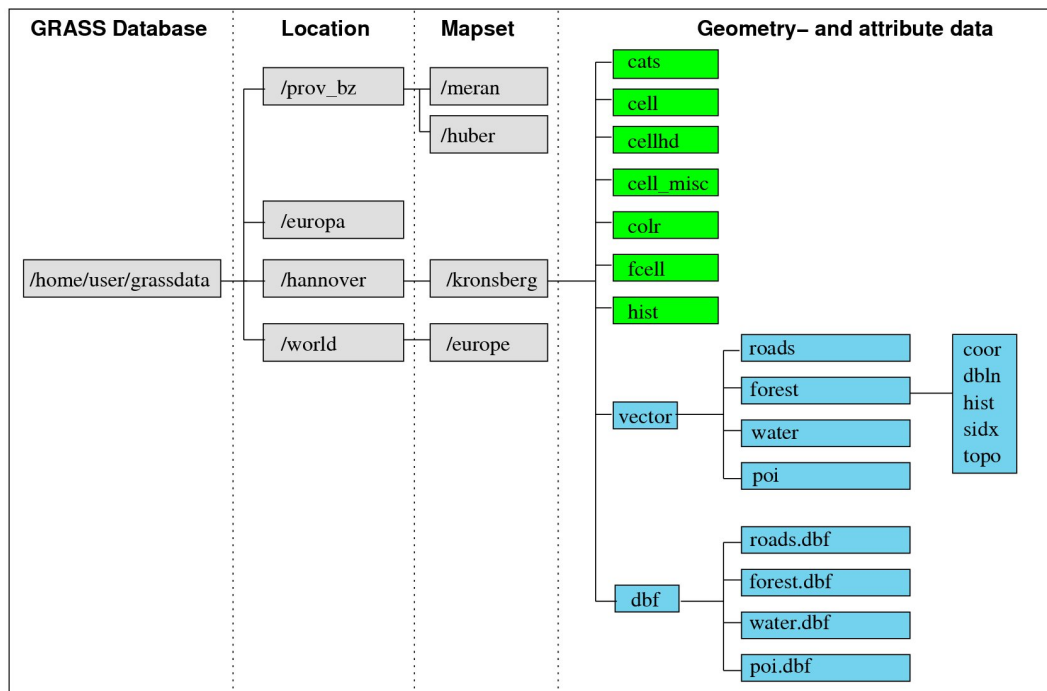 GRASS Database
Location
Mapset
Geometry– and attribute data
/home/user/grassdata
/prov_bz
/europa
/hannover
/world
/meran
/huber
/kronsberg
/europe
cats
cell
cellhd
cell_misc
colr
fcell
hist
vector
roads
forest
water
poi
coor
dbln
hist
sidx
topo
dbf
roads.dbf
forest.dbf
water.dbf
poi.dbf